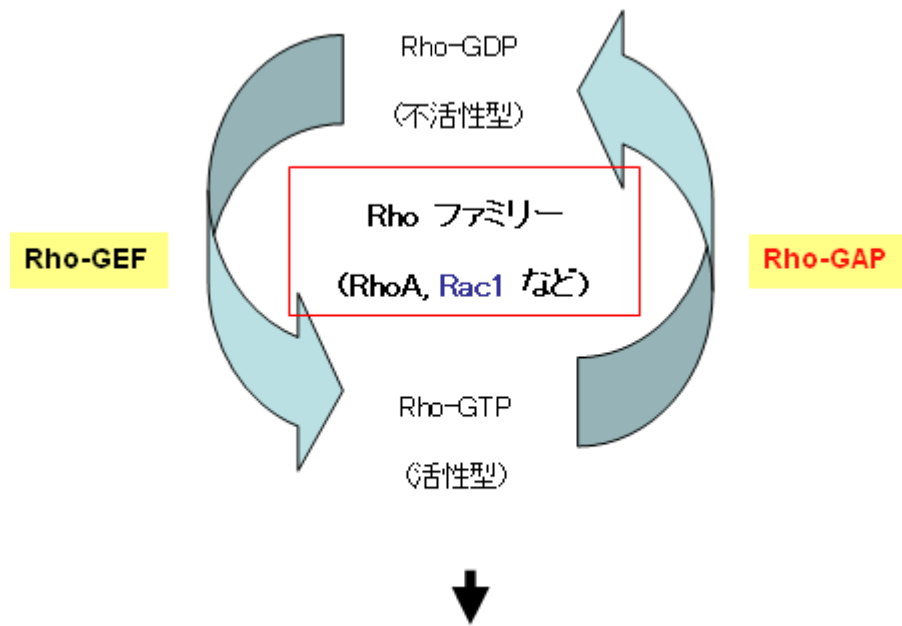 Rho-GDP
(不活性型)
Rho ファミリー
(RhoA, Rac1 など)
Rho-GEF
Rho-GAP
Rho-GTP
(活性型)